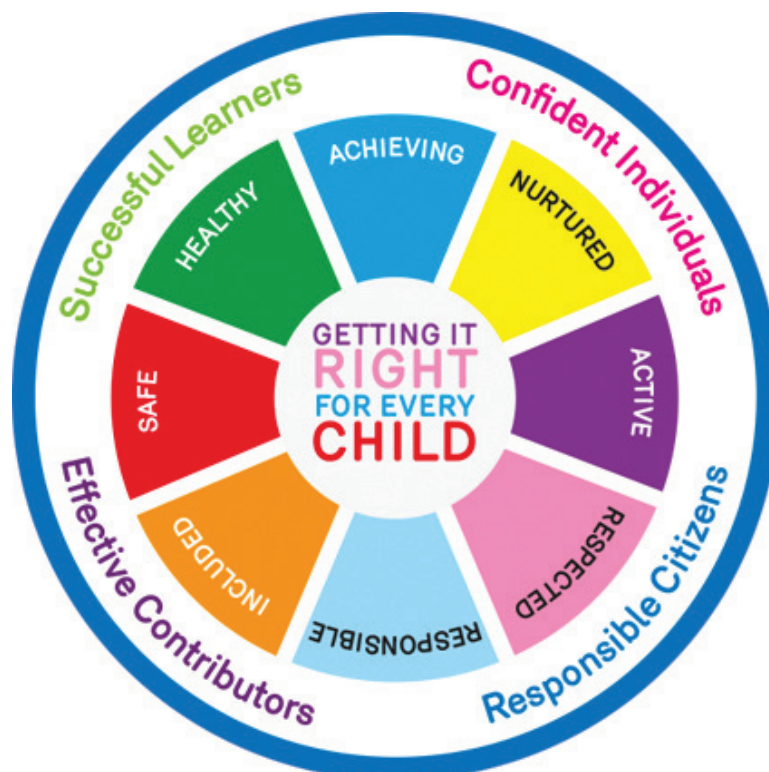 Successful Learners
Confident Individuals
ACHIEVING
NURTURED
ACTIVE
RESPECTED
RESPONSIBLE
INCLUDED
SAFE
HEALTHY
GETTING IT
RIGHT
FOR EVERY
CHILD
Effective Contributors
Responsible Citizens